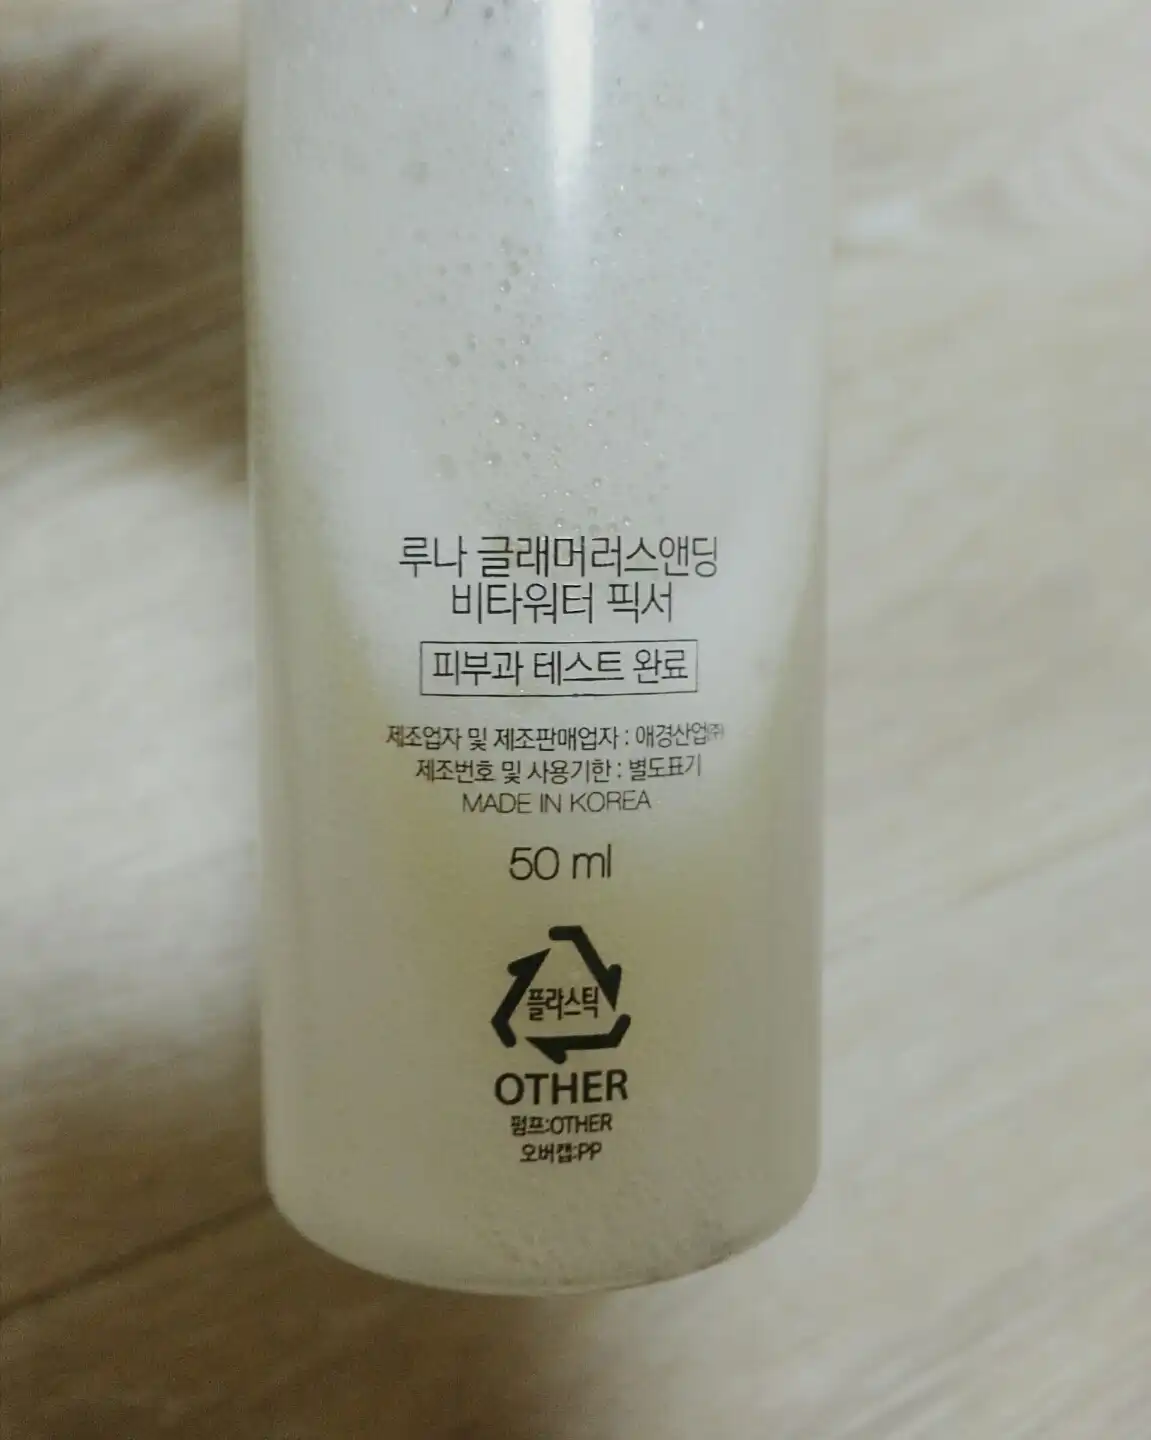 루나 글래머러스앤딩
비타워터 픽서
피부과 테스트 완료
제조업자 및 제조판매업자 : 애경산업㈜
제조번호 및 사용기한 : 별도표기
MADE IN KOREA
50 ml
플라스틱
OTHER
펌프:OTHER
오버캡:PP